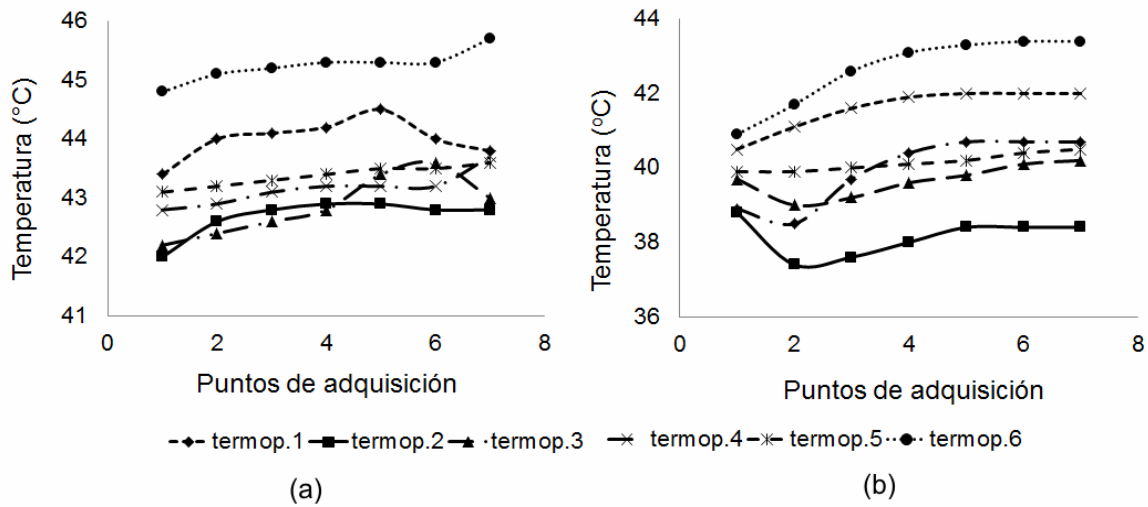 46
45
44
43
42
41
Temperatura (°C)
0
2
4
6
8
Puntos de adquisición
44
42
40
38
36
Temperatura (ºC)
0
2
4
6
8
Puntos de adquisición
termop.1
termop.2
termop.3
termop.4
termop.5
termop.6
(a)
(b)